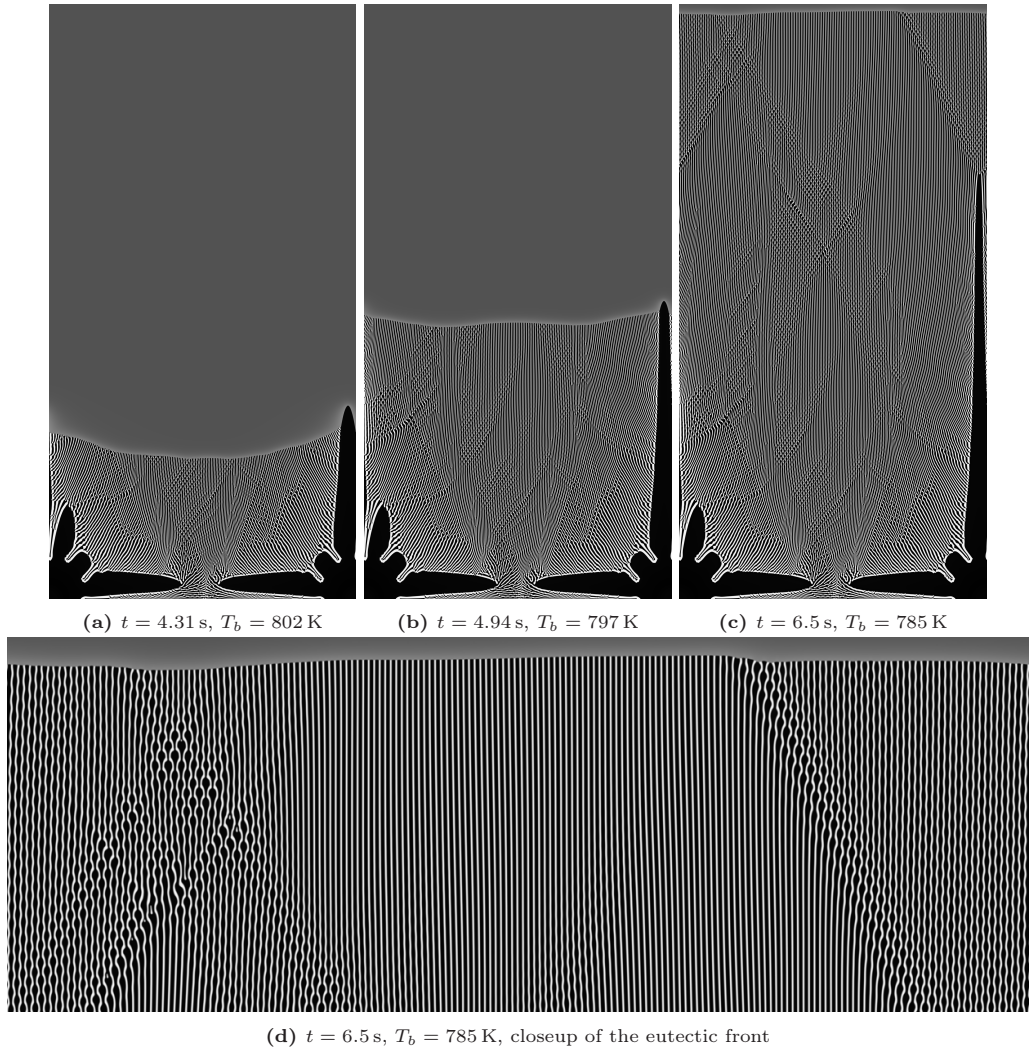 (a) t = 4.31 s, T_b = 802 K
(b) t = 4.94 s, T_b = 797 K
(c) t = 6.5 s, T_b = 785 K
(d) t = 6.5 s, T_b = 785 K, closeup of the eutectic front